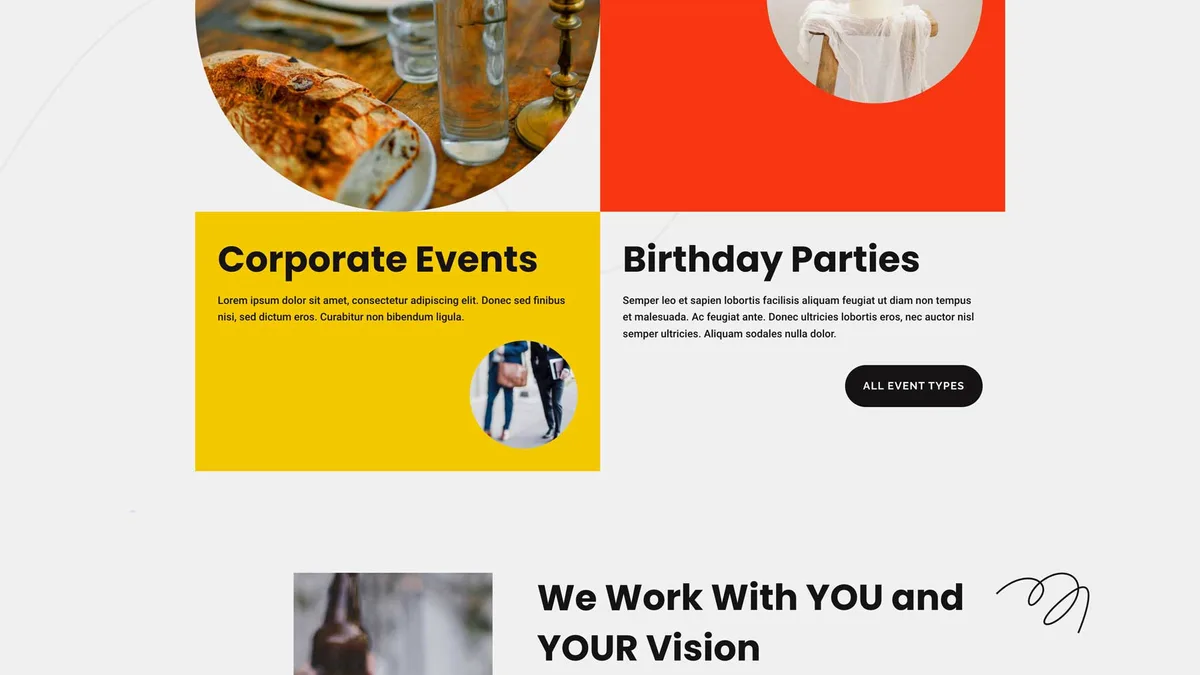 Corporate Events
Lorem ipsum dolor sit amet, consectetur adipiscing elit. Donec sed finibus
nisi, sed dictum eros. Curabitur non bibendum ligula.
Birthday Parties
Semper leo et sapien lobortis facilisis aliquam feugiat ut diam non tempus
et malesuada. Ac feugiat ante. Donec ultricies lobortis eros, nec auctor nisl
semper ultricies. Aliquam sodales nulla dolor.
ALL EVENT TYPES
We Work With YOU and
YOUR Vision